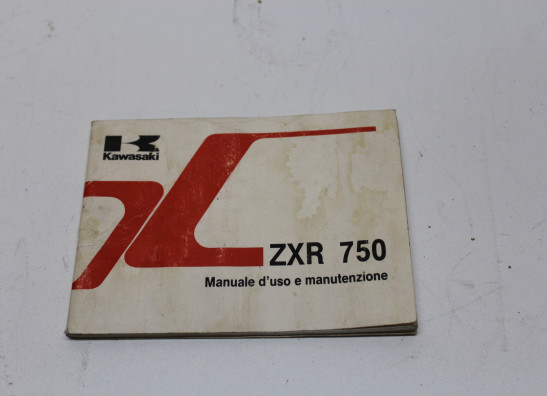 Kawasaki
ZXR 750
Manuale d'uso e manutenzione